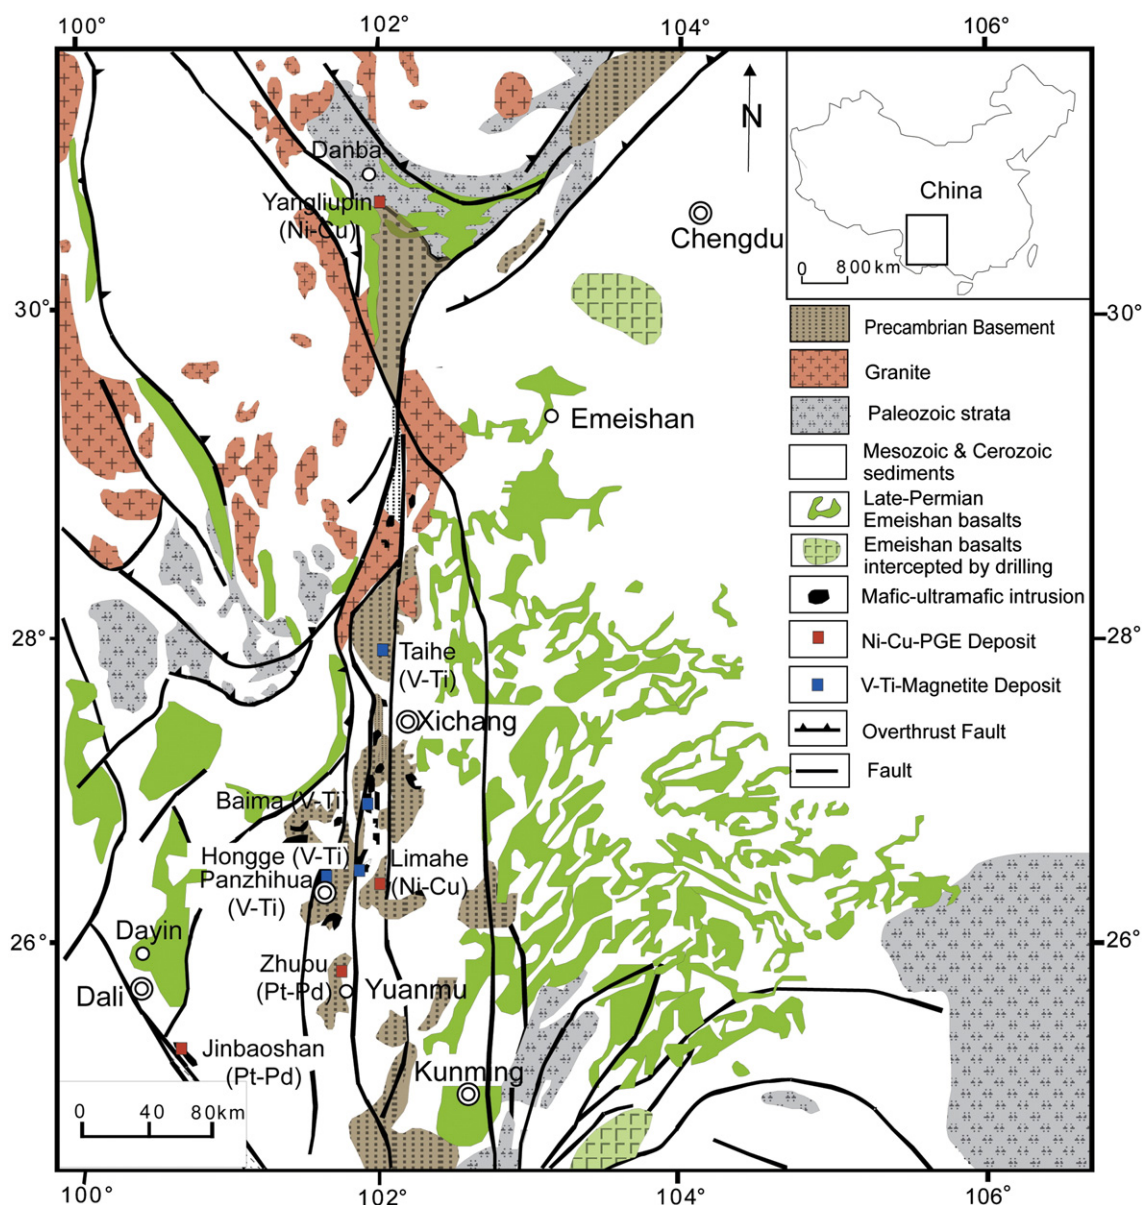 100°
102°
104°
106°
N
Danba
Yangliupin
(Ni-Cu)
Chengdu
China
0 800 km
30°
30°
Emeishan
Precambrian Basement
Granite
Paleozoic strata
Mesozoic & Cerozoic
sediments
Late-Permian
Emeishan basalts
Emeishan basalts
intercepted by drilling
Mafic-ultramafic intrusion
Ni-Cu-PGE Deposit
V-Ti-Magnetite Deposit
Overthrust Fault
Fault
28°
28°
Taihe
(V-Ti)
Xichang
Baima (V-Ti)
Hongge (V-Ti)
Panzhihua
(V-Ti)
Limahe
(Ni-Cu)
26°
26°
Dayin
Dali
Zhupu
(Pt-Pd)
Yuanmu
Jinbaoshan
(Pt-Pd)
Kunming
0 40 80km
100°
102°
104°
106°